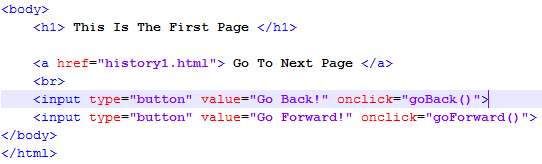 <body>
<h1> This Is The First Page </h1>
<a href="history1.html"> Go To Next Page </a>
<br>
<input type="button" value="Go Back!" onclick="goBack()">
<input type="button" value="Go Forward!" onclick="goForward()">
</body>
</html>